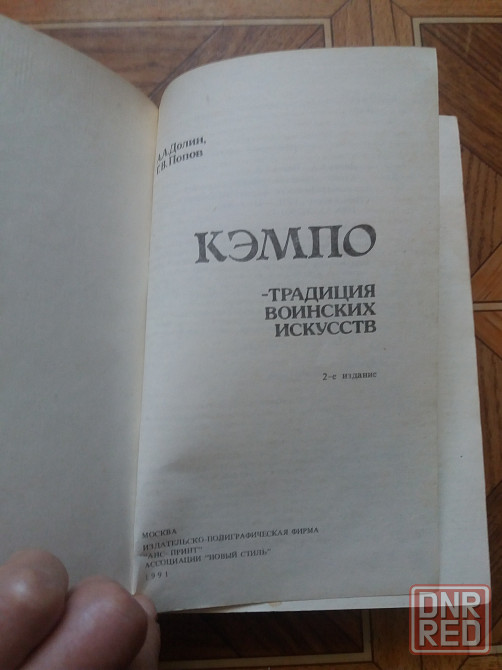 А.А.Долин,
Г.В.Попов
КЭМПО
-ТРАДИЦИЯ
ВОИНСКИХ
ИСКУССТВ
2-е издание
МОСКВА
ИЗДАТЕЛЬСКО-ПОЛИГРАФИЧЕСКАЯ ФИРМА
"АНС-ПРИНТ"
АССОЦИАЦИИ "НОВЫЙ СТИЛЬ"
1991
DNR
RED